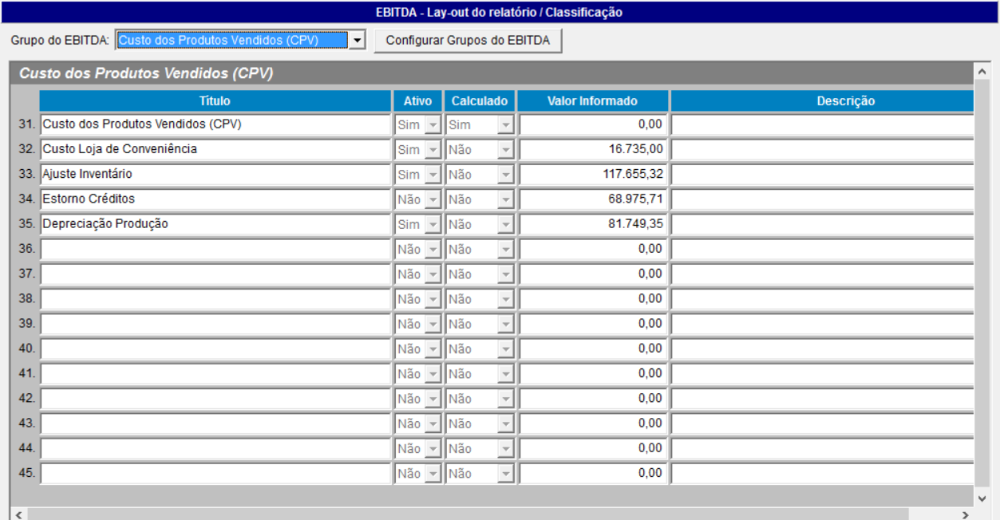 EBITDA - Lay-out do relatório / Classificação
Grupo do EBITDA: Custo dos Produtos Vendidos (CPV) Configurar Grupos do EBITDA
Custo dos Produtos Vendidos (CPV)
Título Ativo Calculado Valor Informado Descrição
31. Custo dos Produtos Vendidos (CPV) Sim Sim 0,00
32. Custo Loja de Conveniência Sim Não 16.735,00
33. Ajuste Inventário Sim Não 117.655,32
34. Estorno Créditos Não Não 68.975,71
35. Depreciação Produção Sim Não 81.749,35
36. Não Não 0,00
37. Não Não 0,00
38. Não Não 0,00
39. Não Não 0,00
40. Não Não 0,00
41. Não Não 0,00
42. Não Não 0,00
43. Não Não 0,00
44. Não Não 0,00
45. Não Não 0,00